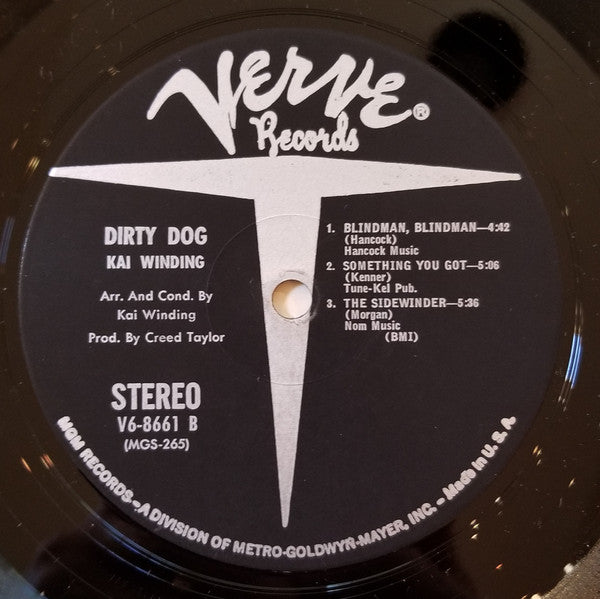 VERVE®
Records
DIRTY DOG
KAI WINDING
Arr. And Cond. By
Kai Winding
Prod. By Creed Taylor
STEREO
V6-8661 B
(MGS-265)
1. BLINDMAN, BLINDMAN—4:42
(Hancock)
Hancock Music
2. SOMETHING YOU GOT—5:06
(Kenner)
Tune-Kel Pub.
3. THE SIDEWINDER—5:36
(Morgan)
Nom Music
(BMI)
MGM RECORDS—A DIVISION OF METRO-GOLDWYN-MAYER, INC. - Made in U.S.A.